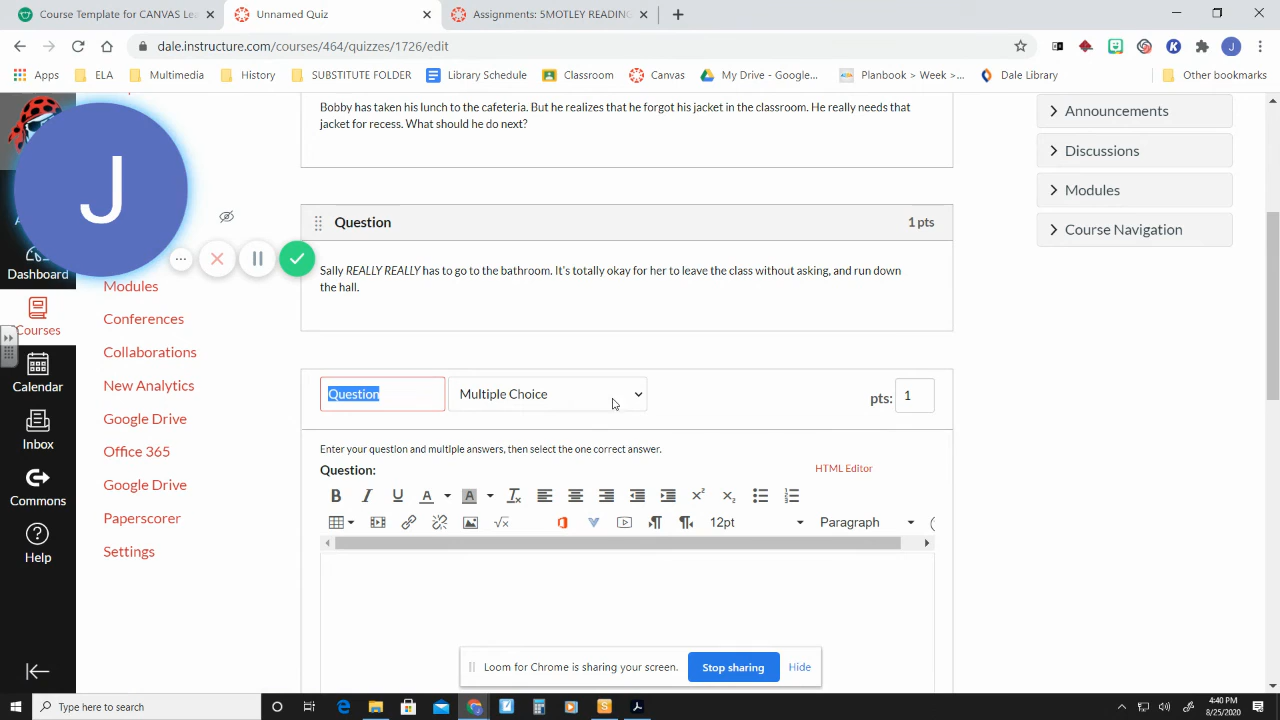 Course Template for CANVAS Lea
Unnamed Quiz
Assignments: 5MOTLEY READING
dale.instructure.com/courses/464/quizzes/1726/edit
J
Apps
ELA
Multimedia
History
SUBSTITUTE FOLDER
Library Schedule
Classroom
Canvas
My Drive - Google...
Planbook > Week >...
Dale Library
Other bookmarks
Bobby has taken his lunch to the cafeteria. But he realizes that he forgot his jacket in the classroom. He really needs that
jacket for recess. What should he do next?
Announcements
Discussions
Modules
Course Navigation
J
Question
1 pts
Sally REALLY REALLY has to go to the bathroom. It's totally okay for her to leave the class without asking, and run down
the hall.
Dashboard
Courses
Calendar
Inbox
Commons
Help
Modules
Conferences
Collaborations
New Analytics
Google Drive
Office 365
Google Drive
Paperscorer
Settings
Question
Multiple Choice
pts: 1
Enter your question and multiple answers, then select the one correct answer.
Question:
HTML Editor
12pt
Paragraph
Loom for Chrome is sharing your screen.
Stop sharing
Hide
Type here to search
4:40 PM
8/25/2020